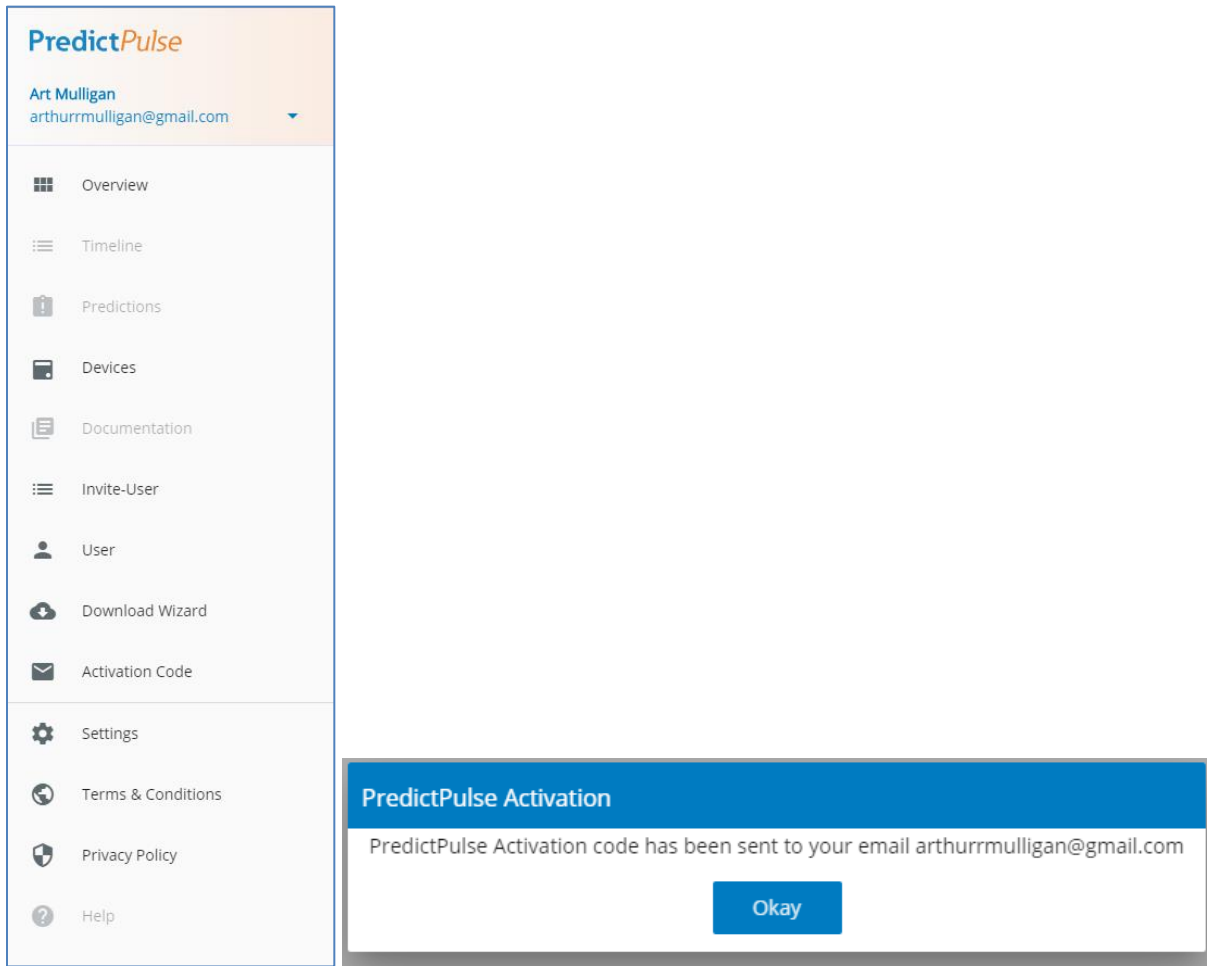 PredictPulse
Art Mulligan
arthurrmulligan@gmail.com
Overview
Timeline
Predictions
Devices
Documentation
Invite-User
User
Download Wizard
Activation Code
Settings
Terms & Conditions
Privacy Policy
Help
PredictPulse Activation
PredictPulse Activation code has been sent to your email arthurrmulligan@gmail.com
Okay